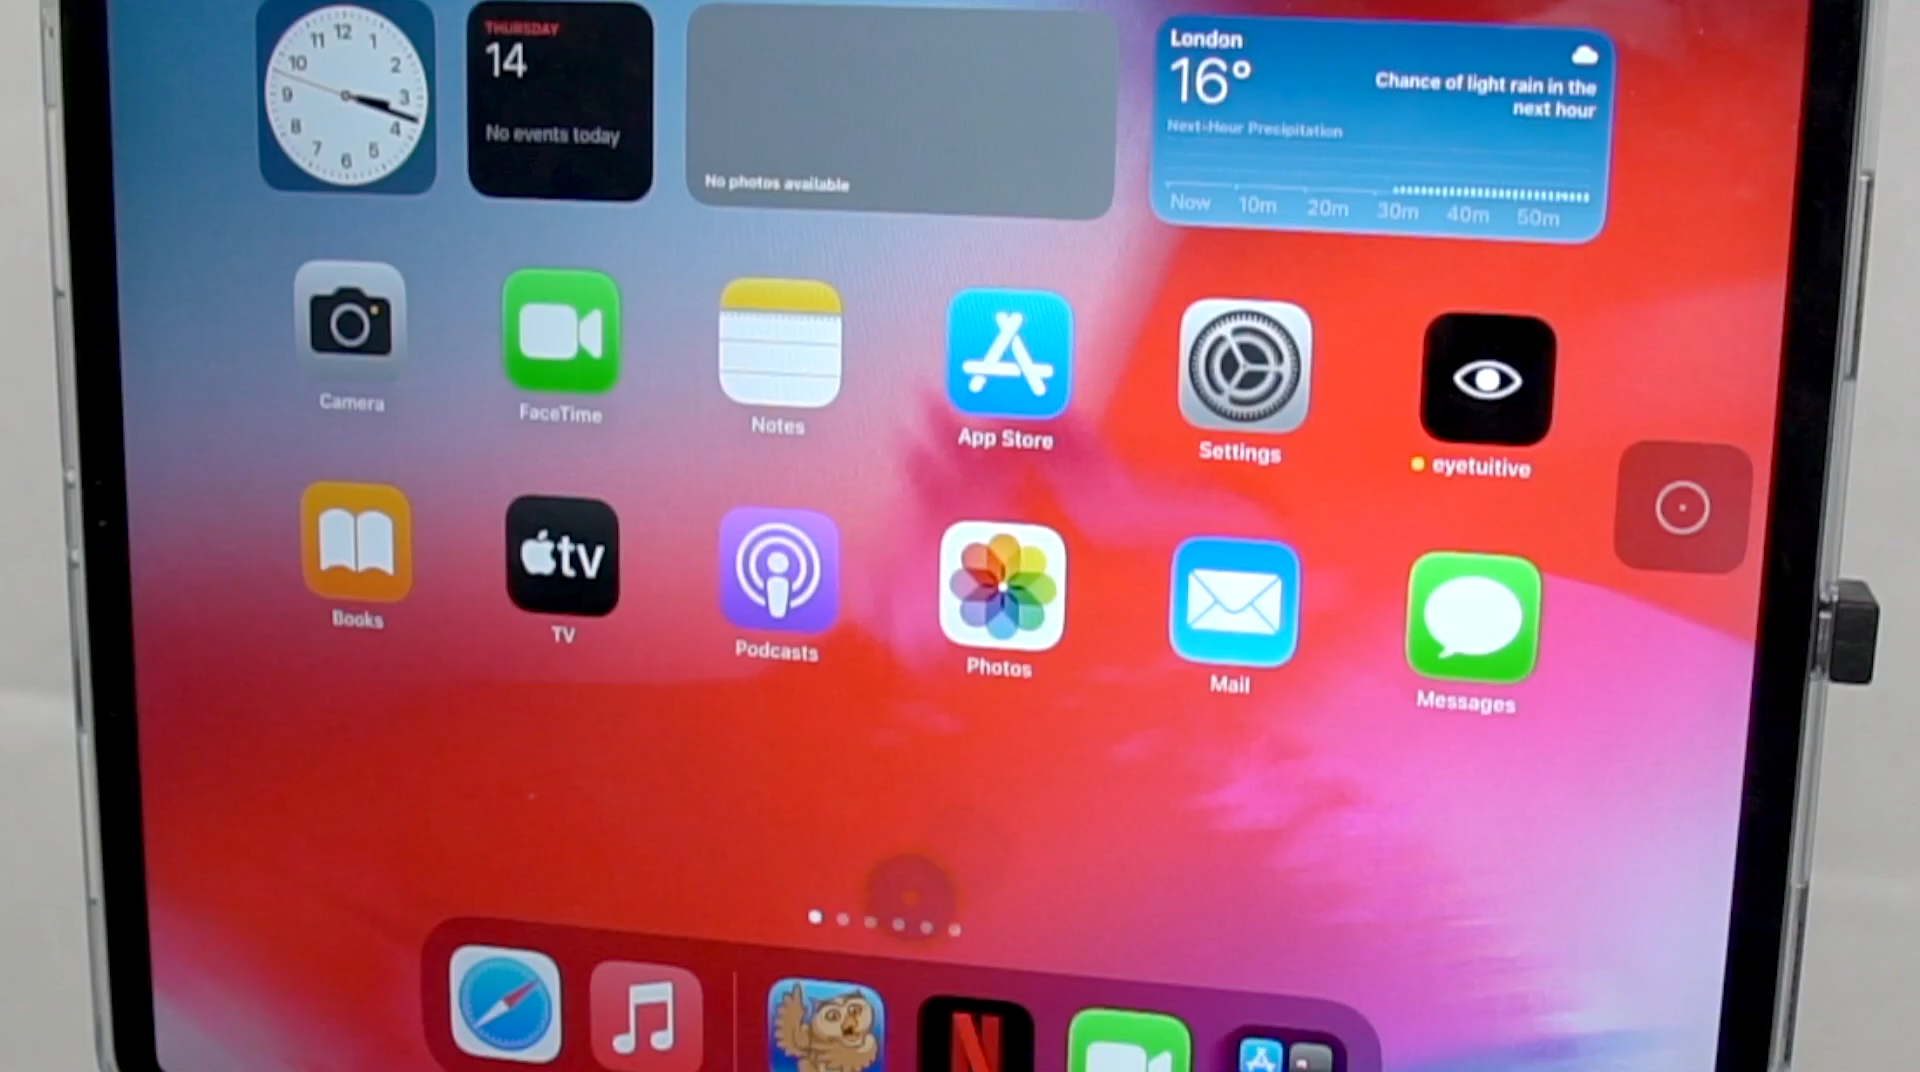 12
11 1
10 2
9 3
8 4
7 5
6
THURSDAY
14
No events today
No photos available
London
16°
Chance of light rain in the
next hour
Next-Hour Precipitation
Now 10m 20m 30m 40m 50m
Camera
FaceTime
Notes
App Store
Settings
eyetuitive
tv
Books
TV
Podcasts
Photos
Mail
Messages
N